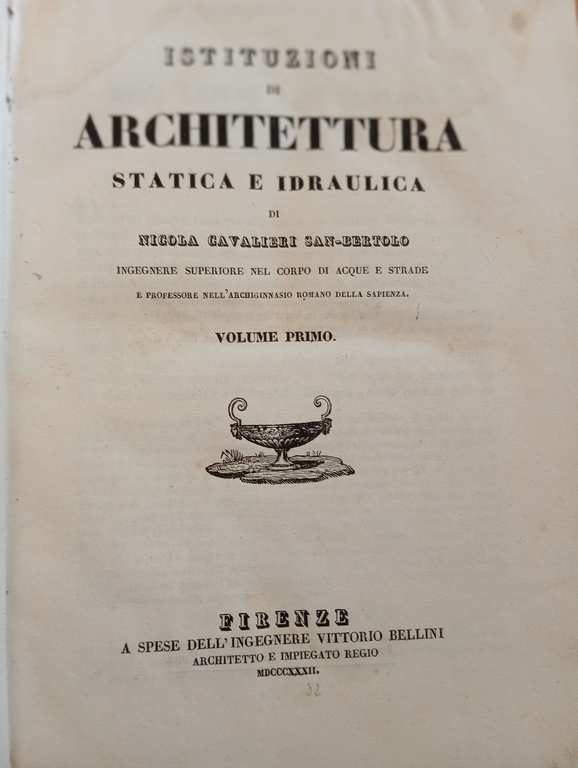 ISTITUZIONI
DI
ARCHITETTURA
STATICA E IDRAULICA
DI
NICOLA CAVALIERI SAN-BERTOLO
INGEGNERE SUPERIORE NEL CORPO DI ACQUE E STRADE
E PROFESSORE NELL'ARCHIGINNASIO ROMANO DELLA SAPIENZA.
VOLUME PRIMO.
FIRENZE
A SPESE DELL'INGEGNERE VITTORIO BELLINI
ARCHITETTO E IMPIEGATO REGIO
MDCCCXXXII.
32